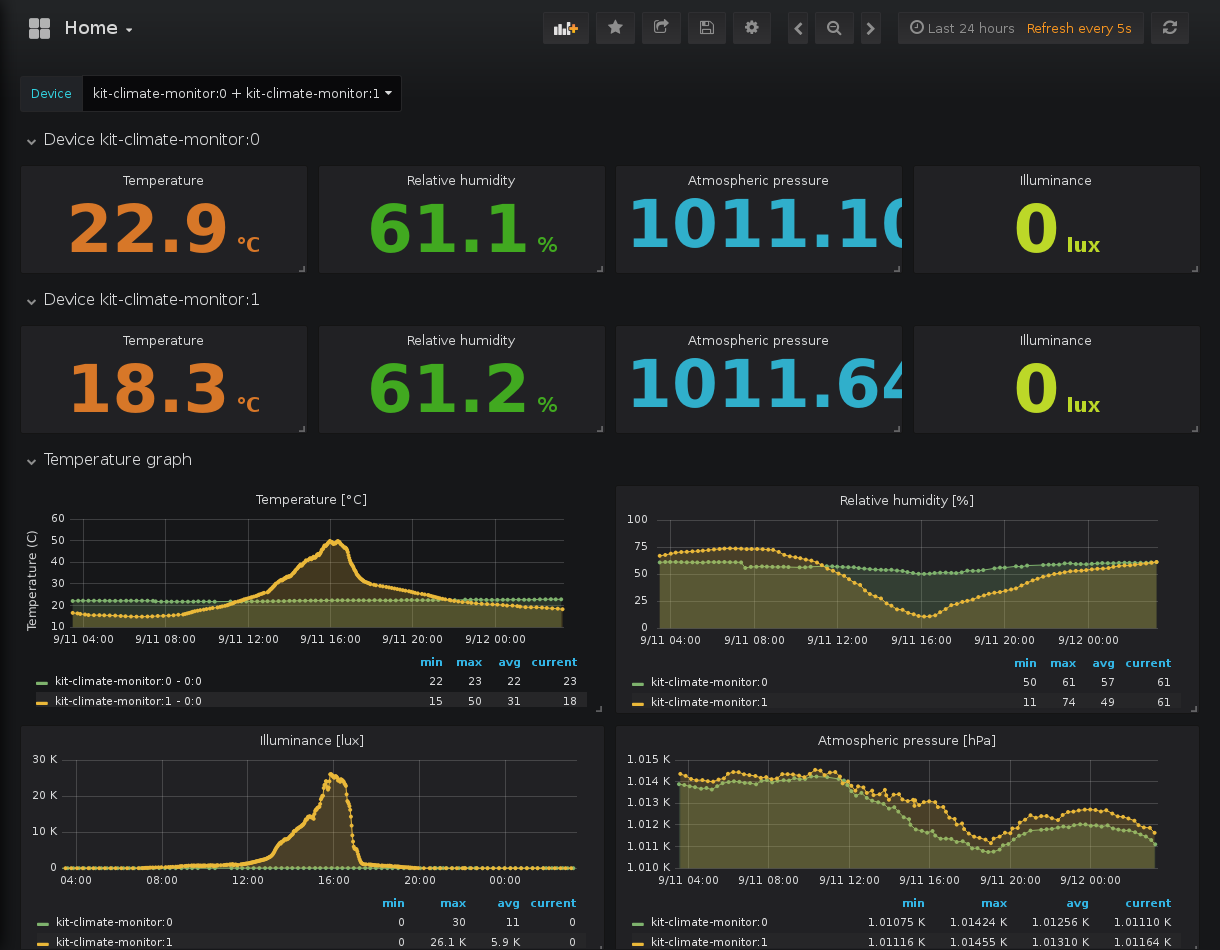 Home
Last 24 hours Refresh every 5s
Device kit-climate-monitor:0 + kit-climate-monitor:1
Device kit-climate-monitor:0
Temperature Relative humidity Atmospheric pressure Illuminance
22.9 °C 61.1 % 1011.10 0 lux
Device kit-climate-monitor:1
Temperature Relative humidity Atmospheric pressure Illuminance
18.3 °C 61.2 % 1011.64 0 lux
Temperature graph
Temperature [°C]
Temperature (C)
60
50
40
30
20
10
9/11 04:00 9/11 08:00 9/11 12:00 9/11 16:00 9/11 20:00 9/12 00:00
min max avg current
kit-climate-monitor:0 - 0:0 22 23 22 23
kit-climate-monitor:1 - 0:0 15 50 31 18
Relative humidity [%]
100
75
50
25
0
9/11 04:00 9/11 08:00 9/11 12:00 9/11 16:00 9/11 20:00 9/12 00:00
min max avg current
kit-climate-monitor:0 50 61 57 61
kit-climate-monitor:1 11 74 49 61
Illuminance [lux]
30 K
20 K
10 K
0
04:00 08:00 12:00 16:00 20:00 00:00
min max avg current
kit-climate-monitor:0 0 30 11 0
kit-climate-monitor:1 0 26.1 K 5.9 K 0
Atmospheric pressure [hPa]
1.015 K
1.014 K
1.013 K
1.012 K
1.011 K
1.010 K
9/11 04:00 9/11 08:00 9/11 12:00 9/11 16:00 9/11 20:00 9/12 00:00
min max avg current
kit-climate-monitor:0 1.01075 K 1.01424 K 1.01256 K 1.01110 K
kit-climate-monitor:1 1.01116 K 1.01455 K 1.01310 K 1.01164 K